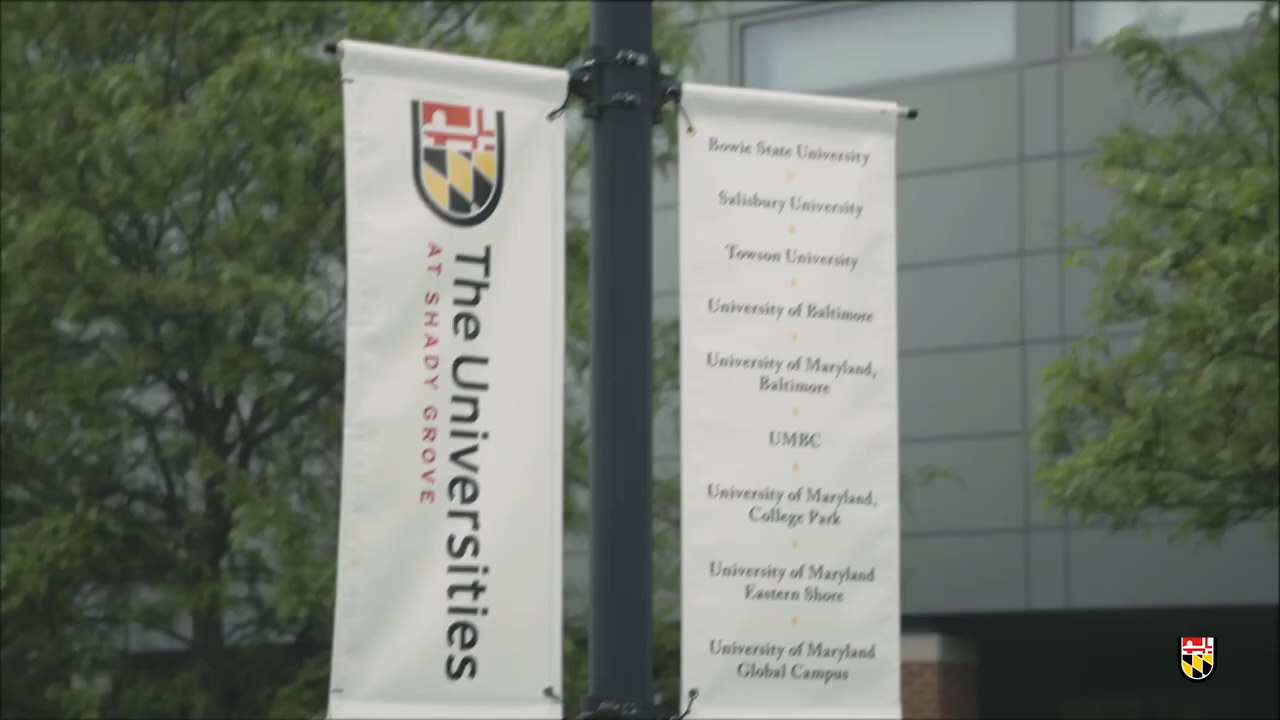 The Universities
AT SHADY GROVE
Bowie State University
Salisbury University
Towson University
University of Baltimore
University of Maryland,
Baltimore
UMBC
University of Maryland,
College Park
University of Maryland
Eastern Shore
University of Maryland
Global Campus